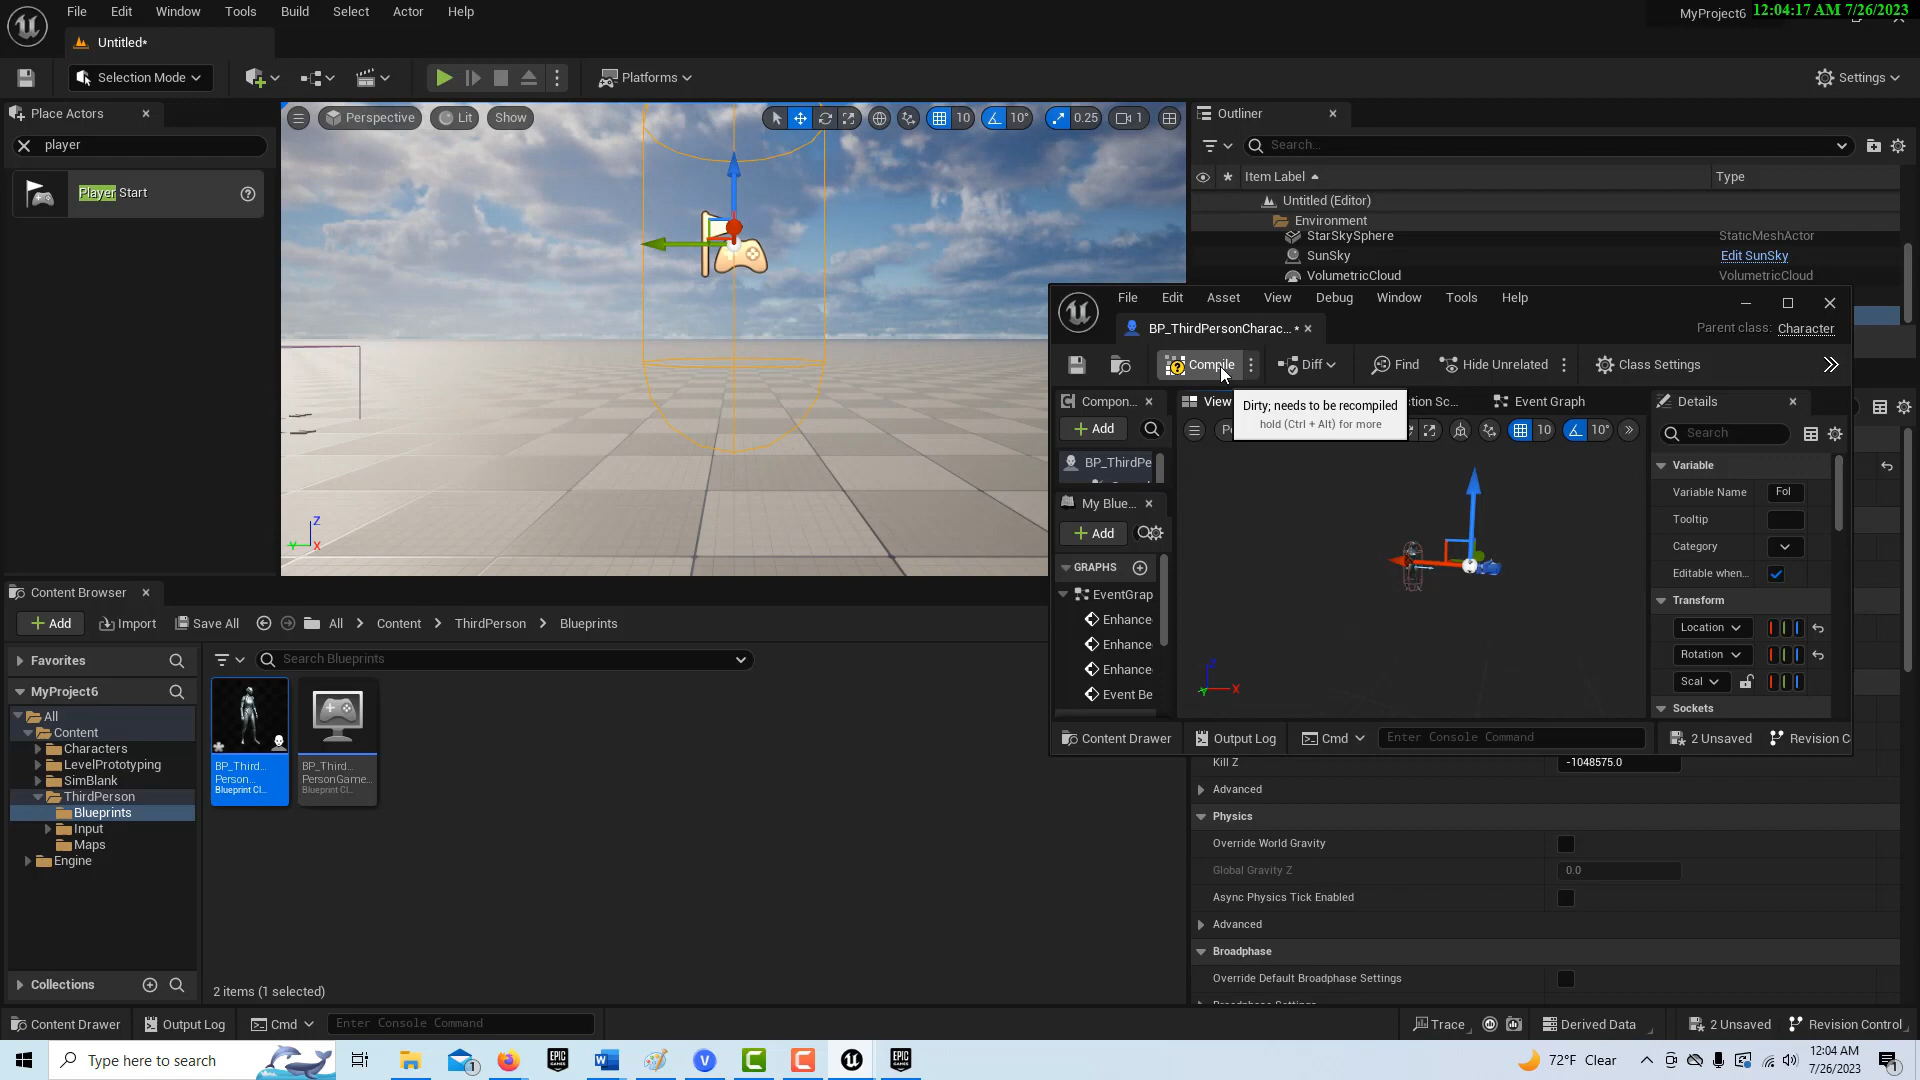 File Edit Window Tools Build Select Actor Help
MyProject6 12:04:17 AM 7/26/2023
Untitled*
Selection Mode
Platforms
Settings
Place Actors
player
Player Start
Perspective Lit Show
10 10° 0.25 1
Z
Y X
Outliner
Search...
Item Label Type
Untitled (Editor)
Environment
StarSkySphere StaticMeshActor
SunSky Edit SunSky
VolumetricCloud VolumetricCloud
File Edit Asset View Debug Window Tools Help
BP_ThirdPersonCharac... *
Parent class: Character
Compile Diff Find Hide Unrelated Class Settings
Dirty; needs to be recompiled
hold (Ctrl + Alt) for more
Compon...
Add
BP_ThirdPe
My Blue...
Add
GRAPHS
EventGrap
Enhance
Enhance
Enhance
Event Be
View
ction Sc... Event Graph
10 10°
Z
Y X
Details
Search
Variable
Variable Name Fol
Tooltip
Category
Editable when...
Transform
Location
Rotation
Scal
Sockets
Content Drawer Output Log Cmd Enter Console Command 2 Unsaved Revision C
Kill Z -1048575.0
Advanced
Physics
Override World Gravity
Global Gravity Z 0.0
Async Physics Tick Enabled
Advanced
Broadphase
Override Default Broadphase Settings
Content Browser
Add Import Save All All Content ThirdPerson Blueprints
Favorites
Search Blueprints
MyProject6
All
Content
Characters
LevelPrototyping
SimBlank
ThirdPerson
Blueprints
Input
Maps
Engine
Collections
BP_Third...
Person...
Blueprint Cl...
BP_Third...
PersonGame...
Blueprint Cl...
2 items (1 selected)
Content Drawer Output Log Cmd Enter Console Command
Trace Derived Data 2 Unsaved Revision Control
Type here to search
EPIC GAMES
EPIC GAMES
72°F Clear
12:04 AM
7/26/2023